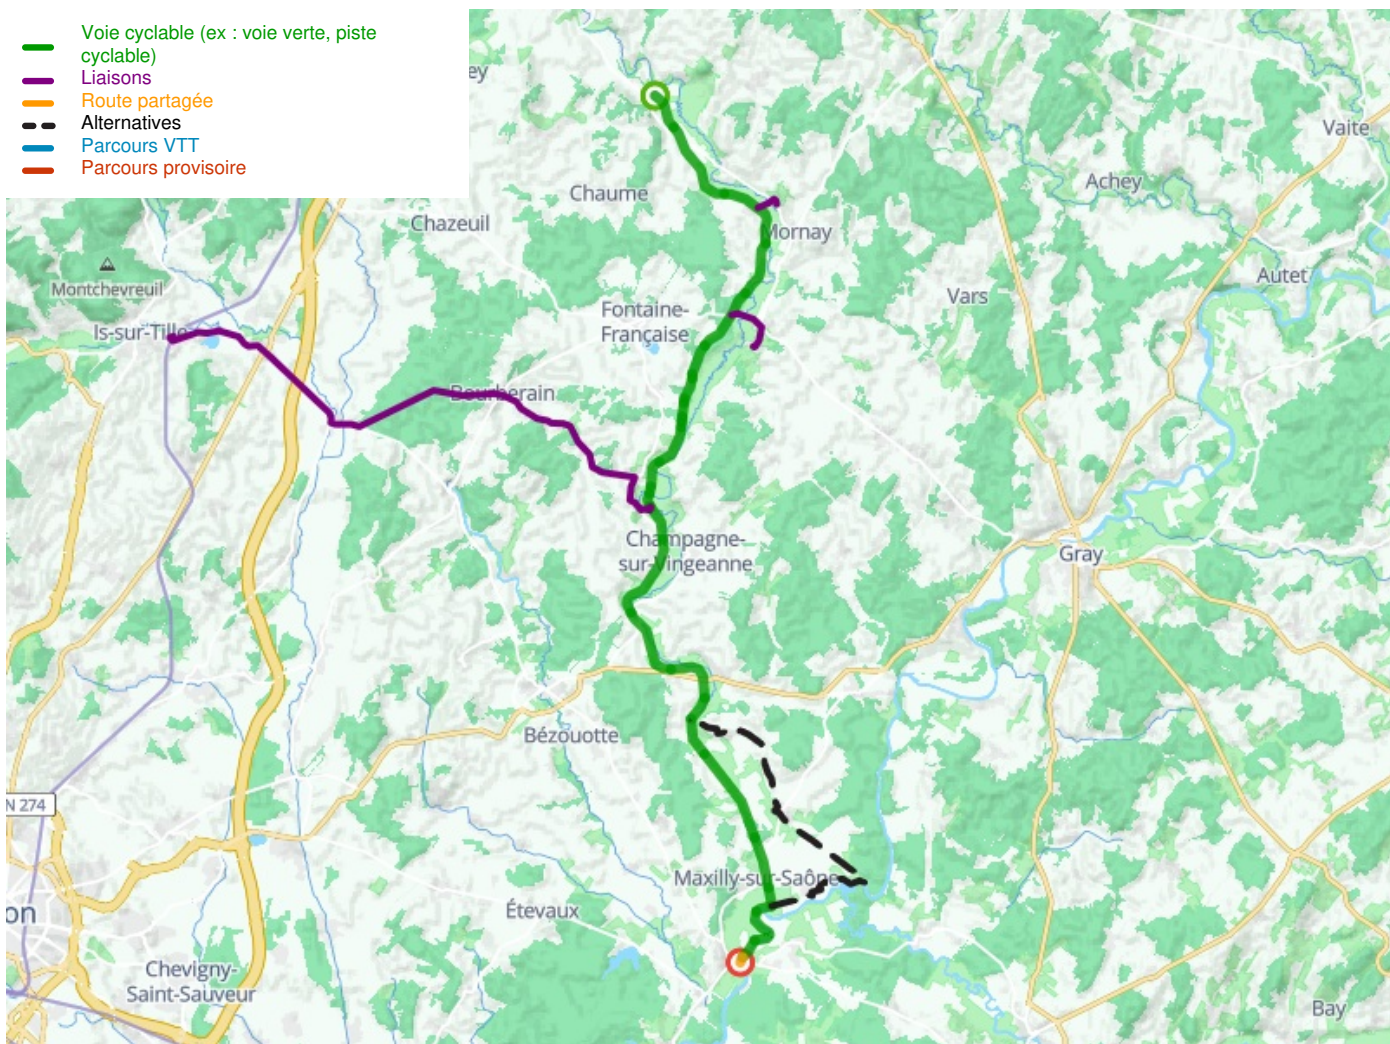 Voie cyclable (ex : voie verte, piste
cyclable)
Liaisons
Route partagée
Alternatives
Parcours VTT
Parcours provisoire
ey
Vaite
Achey
Chaume
Chazeuil
Mornay
Autet
Montchevreuil
Vars
Fontaine-
Française
Is-sur-Tille
Bourberain
Champagne-
sur-Vingeanne
Gray
Bézouotte
N 274
Maxilly-sur-Saône
on
Étevaux
Chevigny-
Saint-Sauveur
Bay